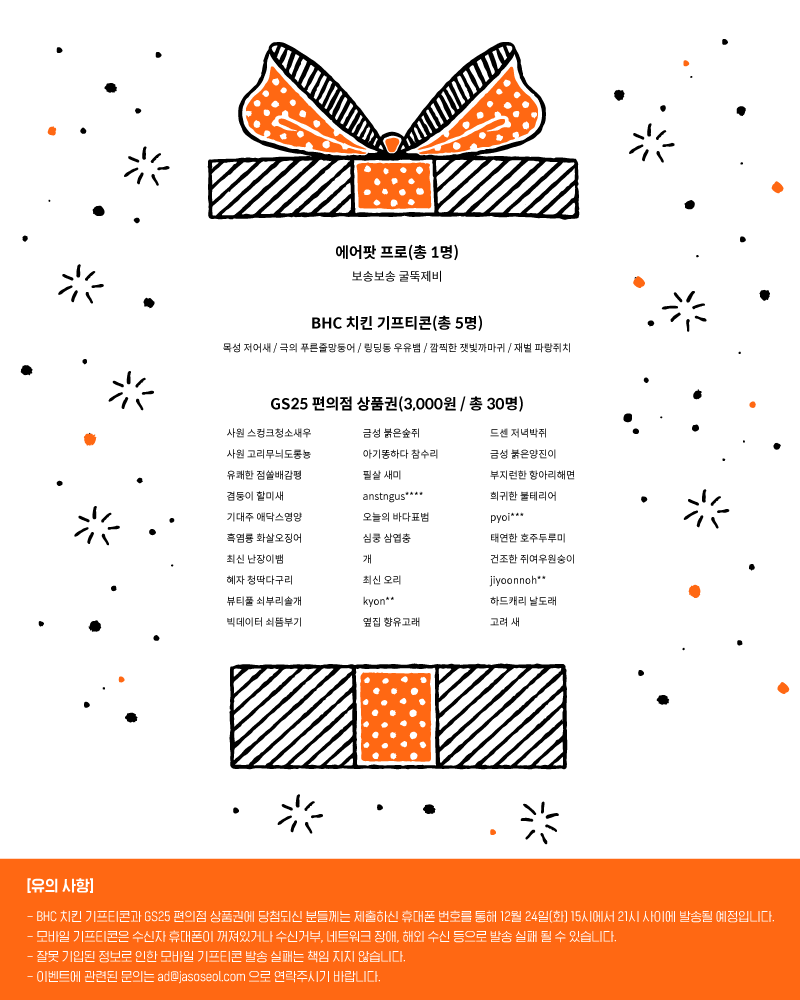 에어팟 프로(총 1명)
보송보송 굴뚝제비
BHC 치킨 기프티콘(총 5명)
목성 저어새 / 극의 푸른줄망둥어 / 링딩동 우유뱀 / 깜찍한 잿빛까마귀 / 재벌 파랑쥐치
GS25 편의점 상품권(3,000원 / 총 30명)
사원 스컹크청소새우 금성 붉은숲쥐 드센 저녁박쥐
사원 고리무늬도롱뇽 아기똥하다 참수리 금성 붉은양진이
유쾌한 점쏠배감펭 필살 새미 부지런한 항아리해면
겸둥이 할미새 anstngus**** 희귀한 불테리어
기대주 애닥스영양 오늘의 바다표범 pyoi***
흑염룡 화살오징어 심쿵 삼엽충 태연한 호주두루미
최신 난장이뱀 개 건조한 쥐여우원숭이
혜자 청딱다구리 최신 오리 jiyoonnoh**
뷰티풀 쇠부리솔개 kyon** 하드캐리 날도래
빅데이터 쇠뜸부기 옆집 향유고래 고려 새
[유의 사항]
- BHC 치킨 기프티콘과 GS25 편의점 상품권에 당첨되신 분들께는 제출하신 휴대폰 번호를 통해 12월 24일(화) 15시에서 21시 사이에 발송될 예정입니다.
- 모바일 기프티콘은 수신자 휴대폰이 꺼져있거나 수신거부, 네트워크 장애, 해외 수신 등으로 발송 실패 될 수 있습니다.
- 잘못 기입된 정보로 인한 모바일 기프티콘 발송 실패는 책임 지지 않습니다.
- 이벤트에 관련된 문의는 ad@jasoseol.com 으로 연락주시기 바랍니다.